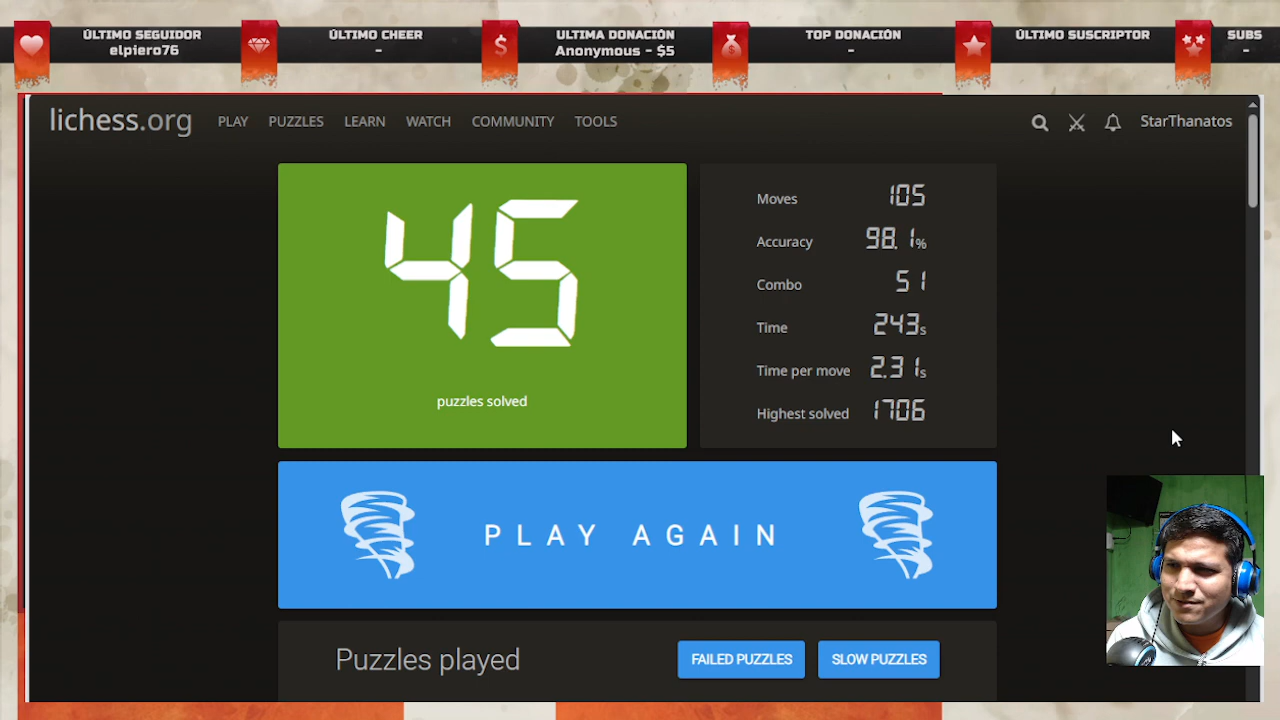 ÚLTIMO SEGUIDOR
elpiero76
ÚLTIMO CHEER
-
ULTIMA DONACIÓN
Anonymous - $5
TOP DONACIÓN
-
ÚLTIMO SUSCRIPTOR
SUBS
-
lichess.org PLAY PUZZLES LEARN WATCH COMMUNITY TOOLS StarThanatos
45
puzzles solved
Moves 105
Accuracy 98.1%
Combo 51
Time 243s
Time per move 2.31s
Highest solved 1706
PLAY AGAIN
Puzzles played FAILED PUZZLES SLOW PUZZLES